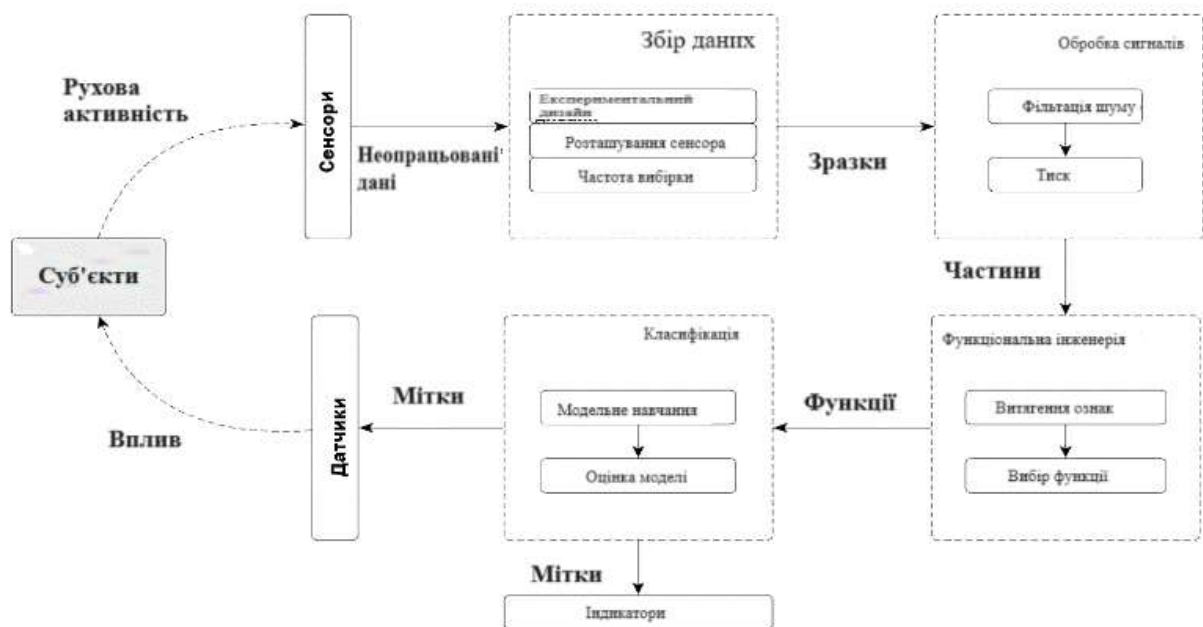 Рухова
активність
Сенсори
Неопрацьовані'
дані
Збір даних
Експериментальний
дизайн
Розташування сенсора
Частота вибірки
Зразки
Обробка сигналів
Фільтація шуму
Тиск
Суб'єкти
Частини
Функціональна інженерія
Витягення ознак
Вибір функції
Функції
Класифікація
Модельне навчання
Оцінка моделі
Мітки
Датчики
Вплив
Мітки
Індикатори